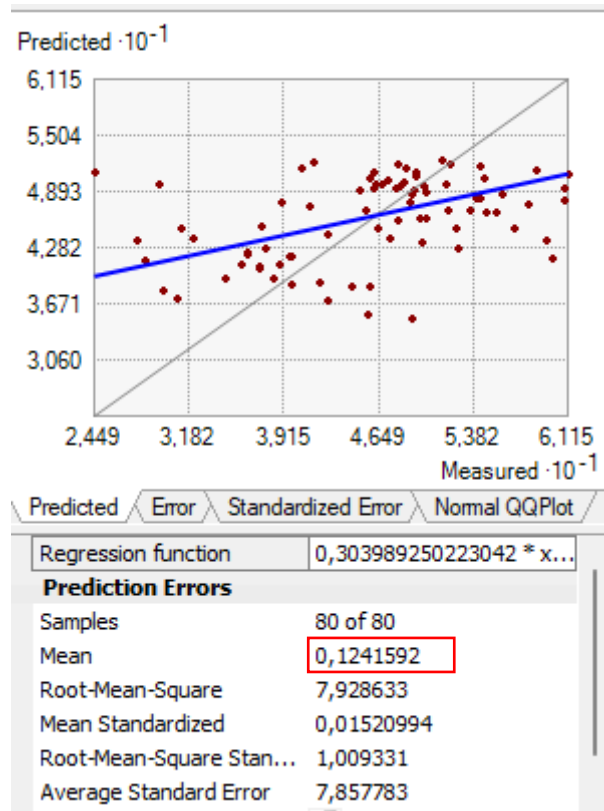 Predicted ·10⁻¹
6,115
5,504
4,893
4,282
3,671
3,060
2,449 3,182 3,915 4,649 5,382 6,115
Measured ·10⁻¹
Predicted Error Standardized Error Normal QQPlot
Regression function 0,303989250223042 * x...
Prediction Errors
Samples 80 of 80
Mean 0,1241592
Root-Mean-Square 7,928633
Mean Standardized 0,01520994
Root-Mean-Square Stan... 1,009331
Average Standard Error 7,857783